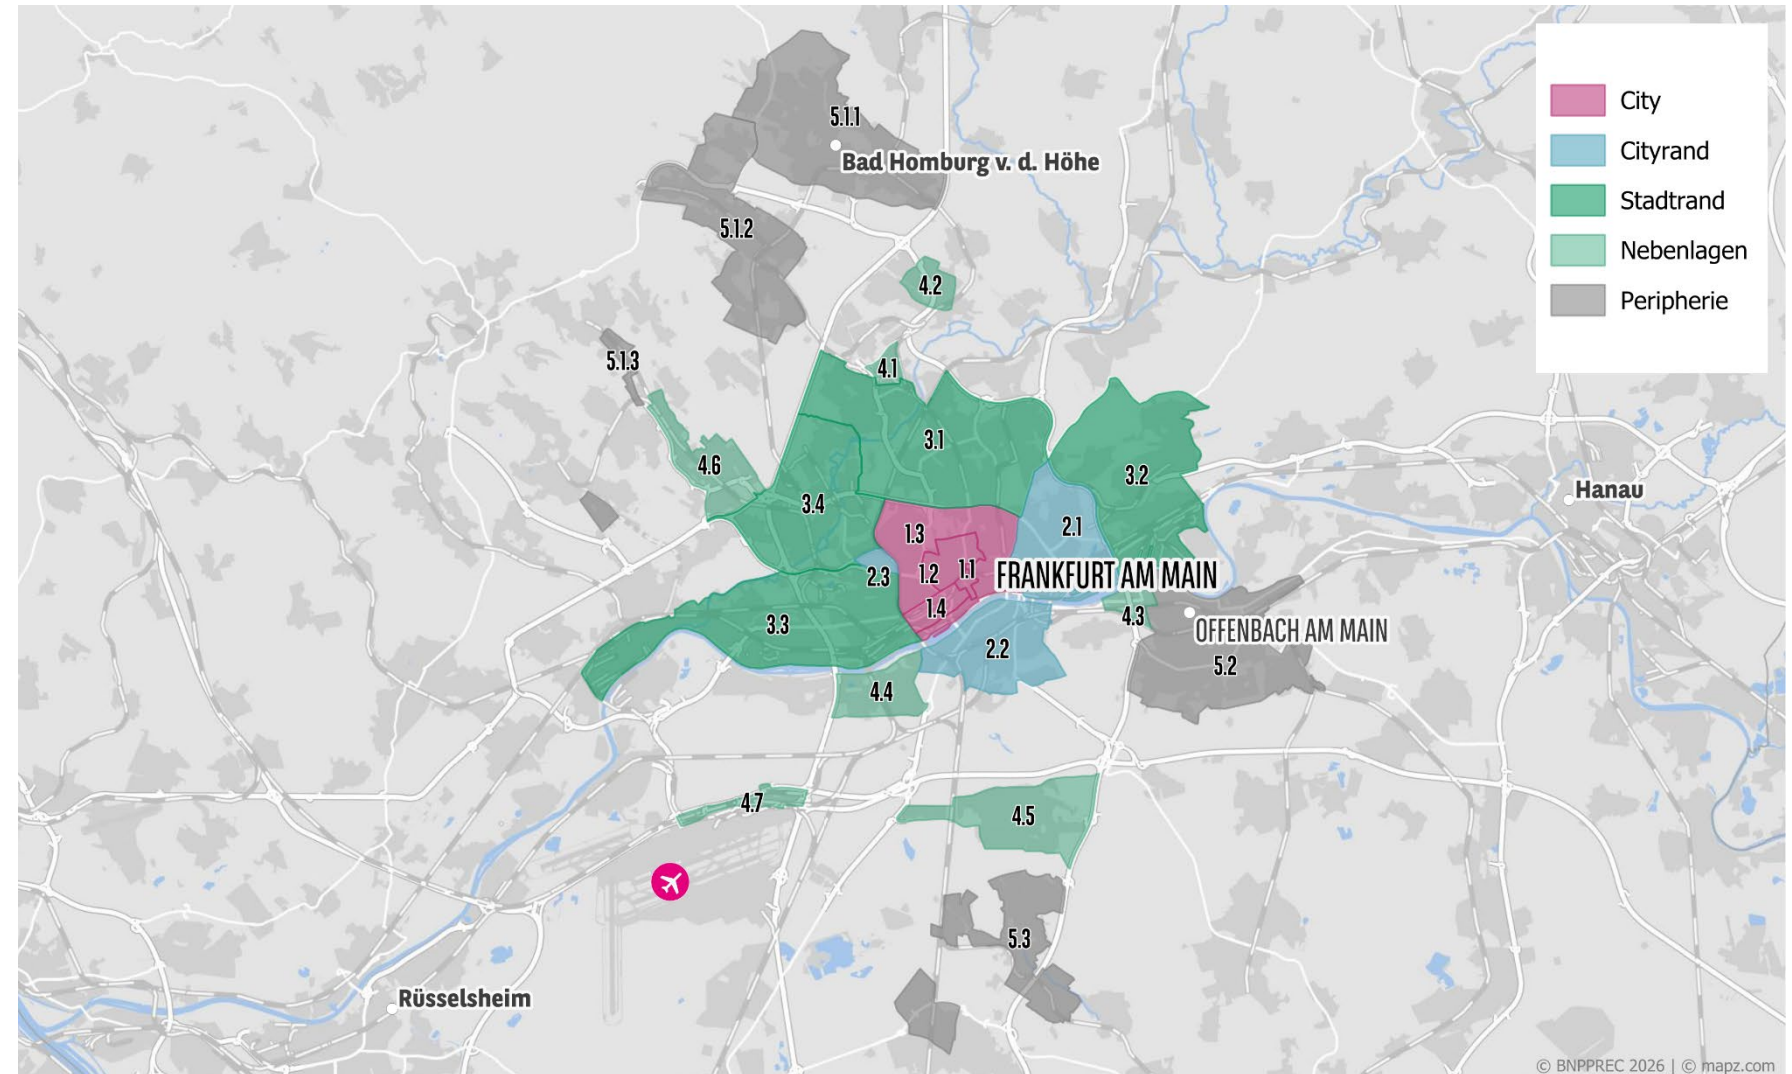 5.1.1
Bad Homburg v. d. Höhe
5.1.2
4.2
5.1.3
4.1
3.1
4.6
3.2
3.4
Hanau
1.3
2.1
2.3
1.2
1.1
FRANKFURT AM MAIN
1.4
4.3
3.3
OFFENBACH AM MAIN
2.2
5.2
4.4
4.7
4.5
5.3
Rüsselsheim
City
Cityrand
Stadtrand
Nebenlagen
Peripherie
© BNPPREC 2026 | © mapz.com